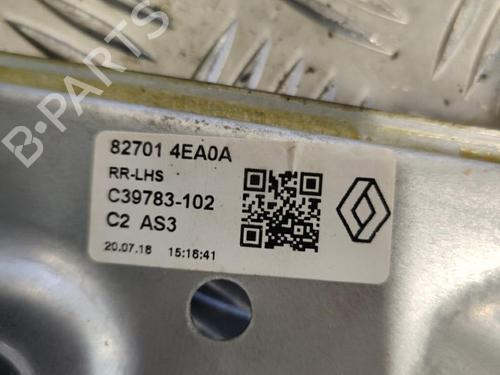 B-PARTS
82701 4EA0A
RR-LHS
C39783-102
C2 AS3
20.07.18 15:16:41